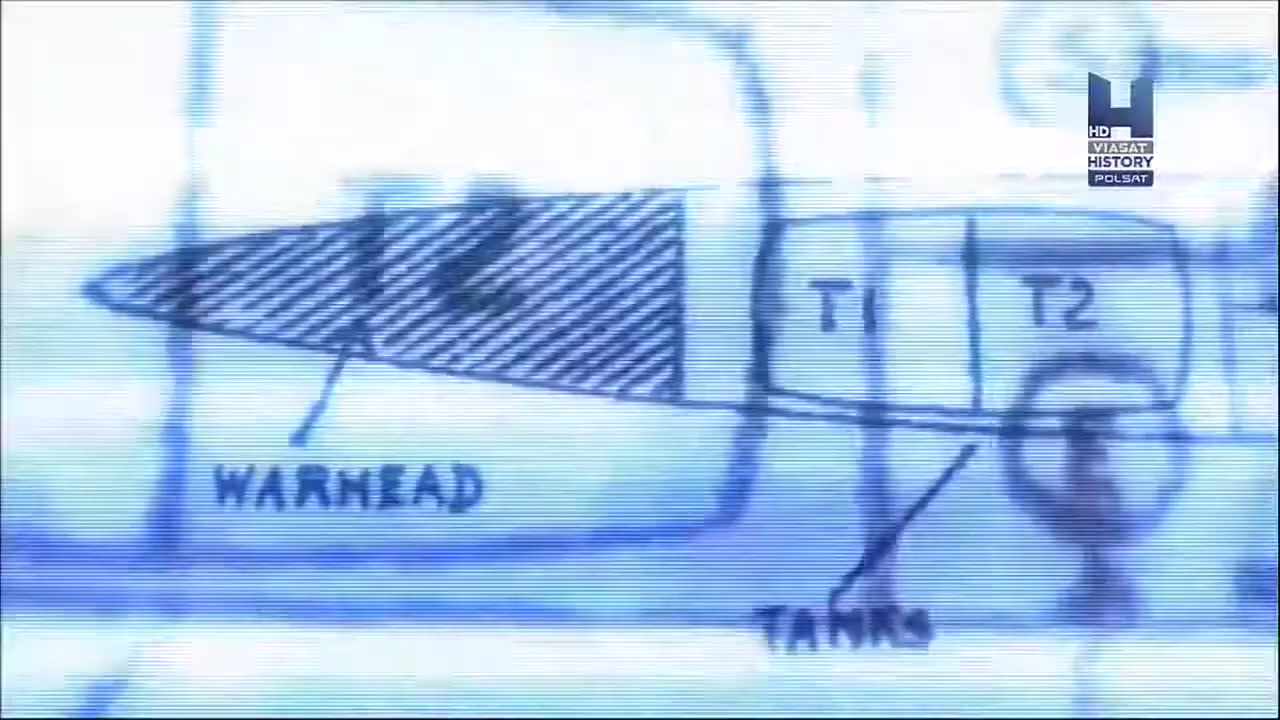 HD
VIASAT
HISTORY
POLSAT
T1
T2
WARHEAD
TANKS